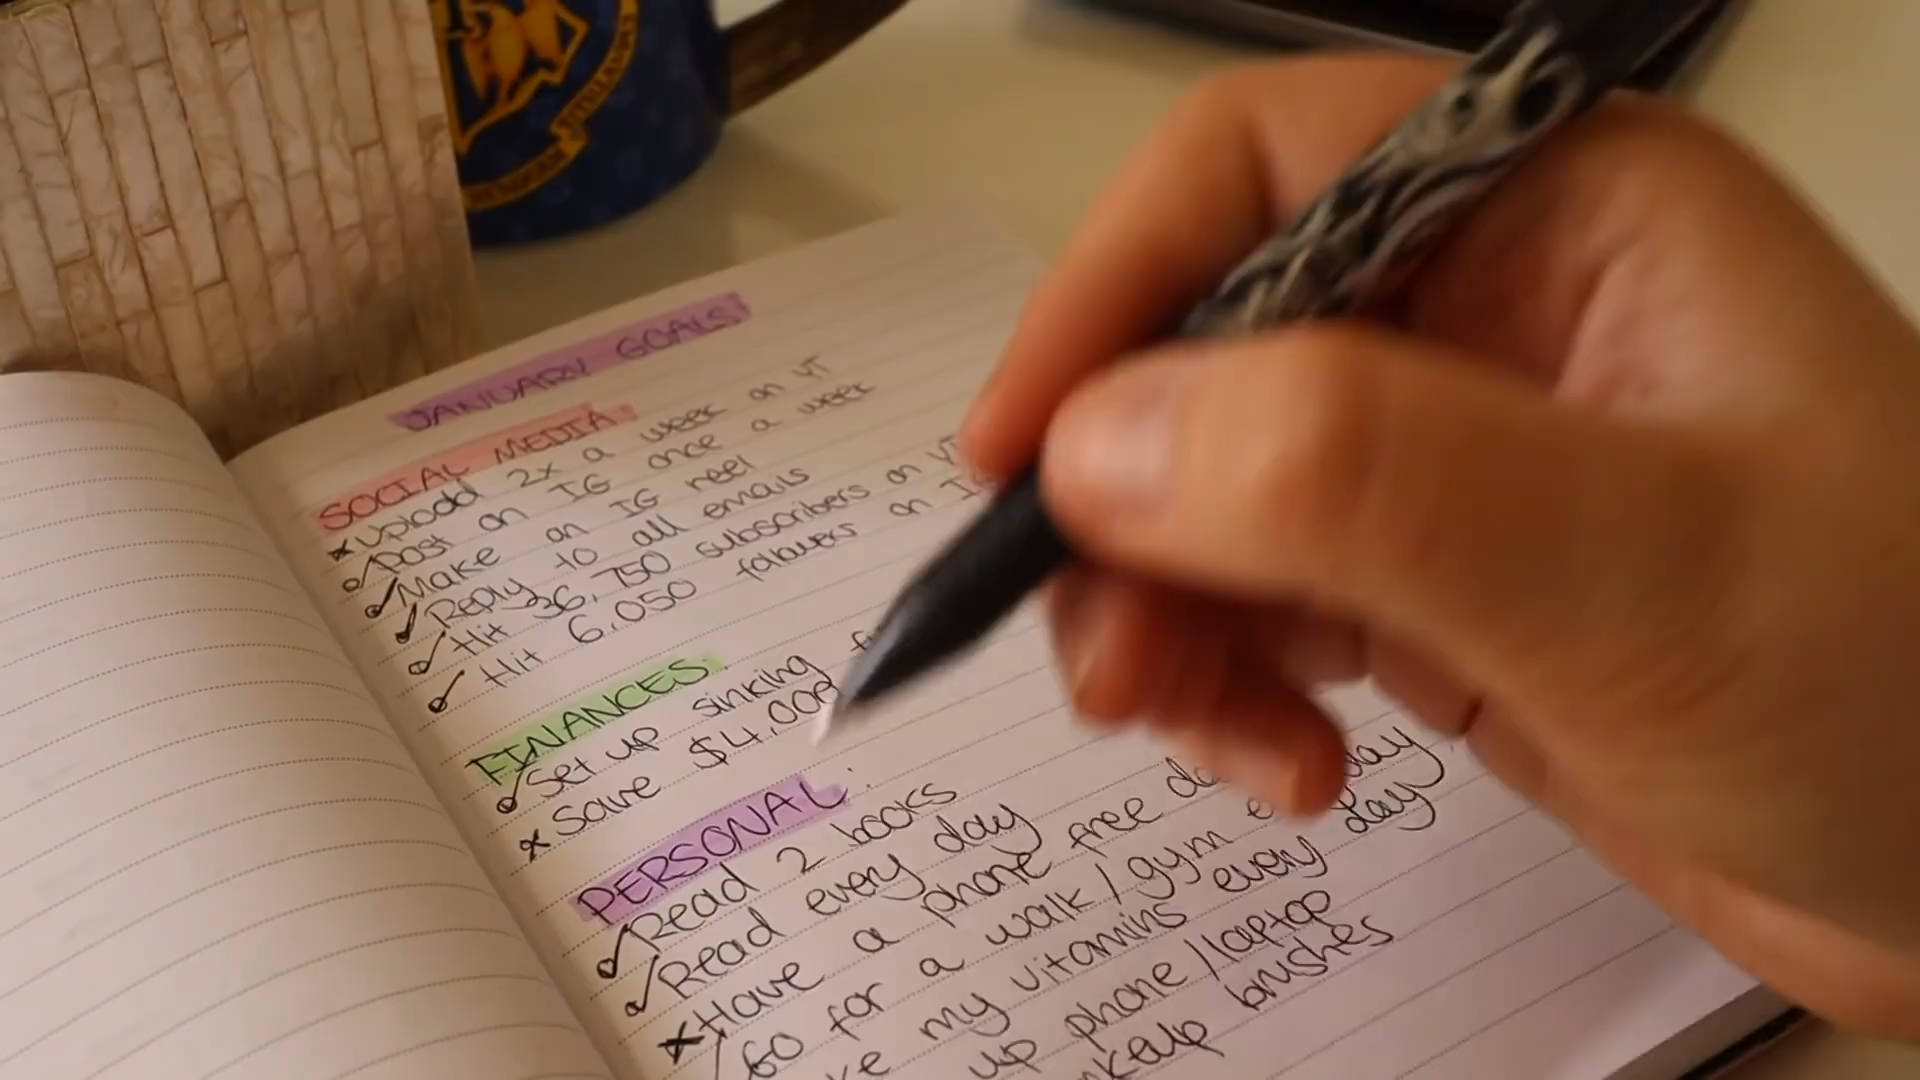 JANUARY GOALS:
SOCIAL MEDIA:
Upload 2x a week on YT
Post on IG once a week
Make an IG reel
Reply to all emails
Hit 36,750 subscribers on YT
Hit 6,050 followers on IG
FINANCES:
Set up sinking
Save $4,000
PERSONAL:
Read 2 books
Read every day
Have a phone free
Go for a walk / gym
my vitamins every day
up phone / laptop
brushes